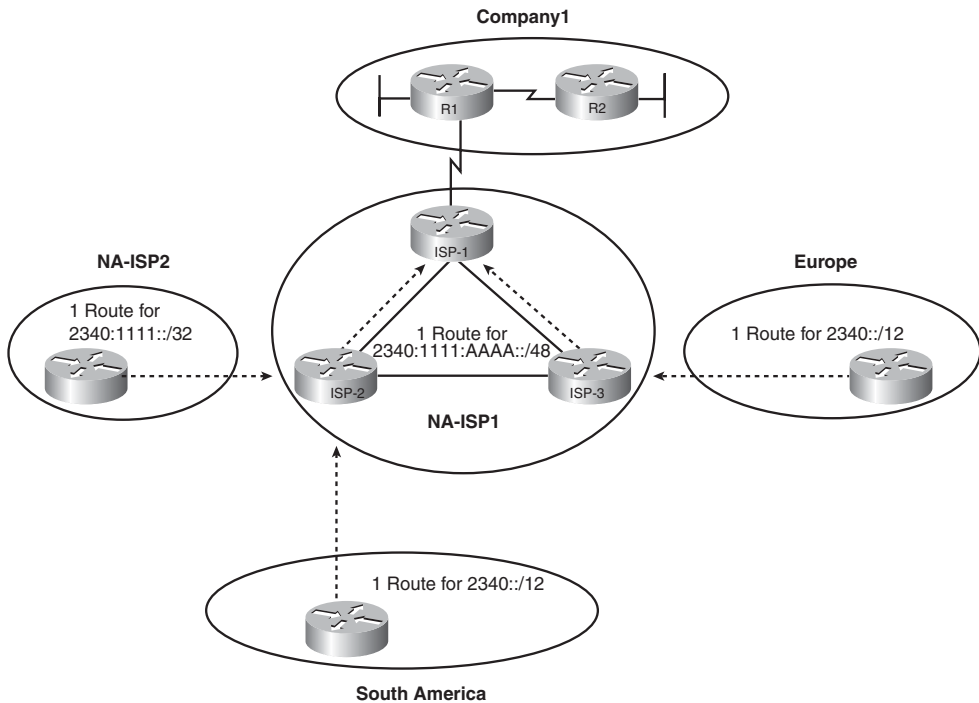 Company1
R1
R2
ISP-1
NA-ISP2
1 Route for
2340:1111::/32
1 Route for
2340:1111:AAAA::/48
ISP-2
ISP-3
NA-ISP1
Europe
1 Route for 2340::/12
1 Route for 2340::/12
South America